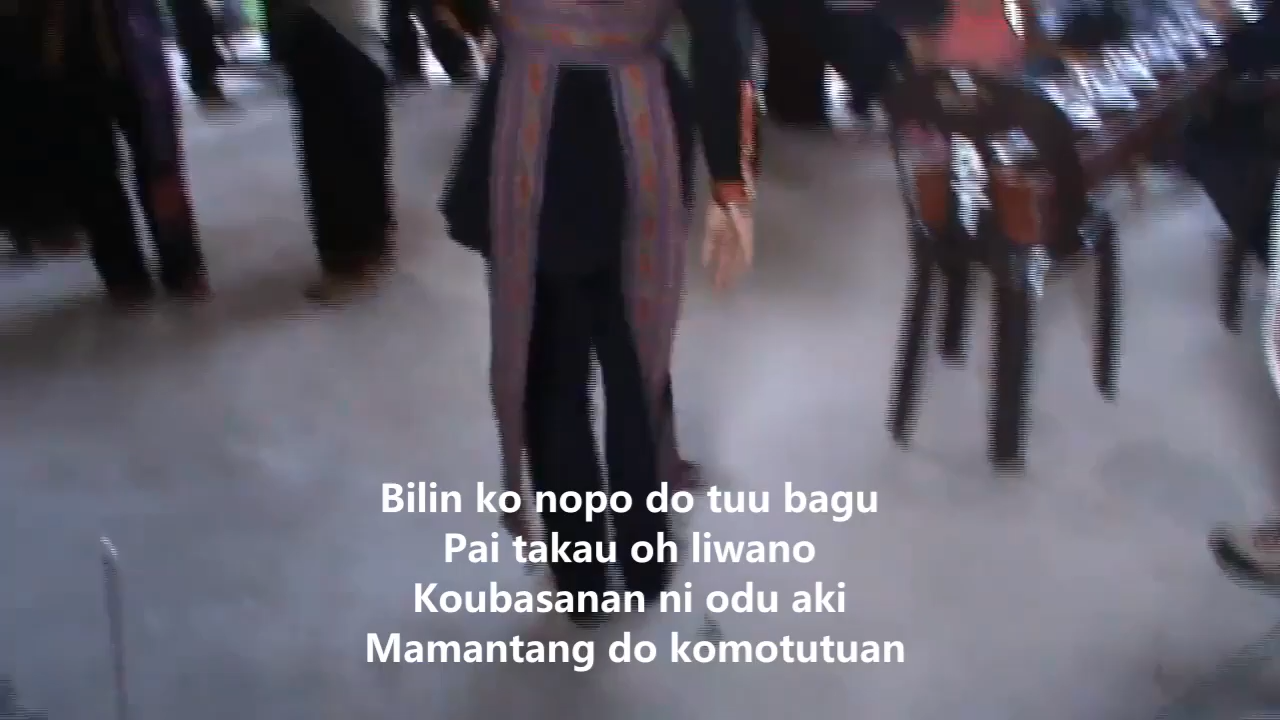 Bilin ko nopo do tuu bagu
Pai takau oh liwano
Koubasanan ni odu aki
Mamantang do komotutuan